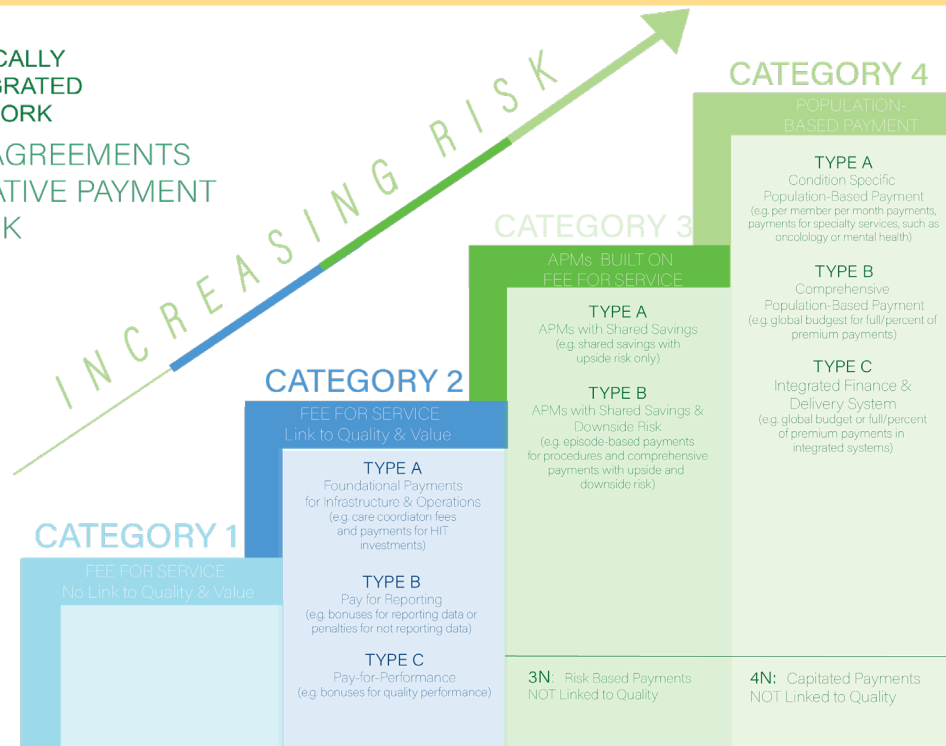 CALLY
GRATED
ORK
AGREEMENTS
ATIVE PAYMENT
K
INCREASING RISK
CATEGORY 1
FEE FOR SERVICE
No Link to Quality & Value
CATEGORY 2
FEE FOR SERVICE
Link to Quality & Value
TYPE A
Foundational Payments
for Infrastructure & Operations
(e.g. care coordiaton fees
and payments for HIT
investments)
TYPE B
Pay for Reporting
(e.g. bonuses for reporting data or
penalties for not reporting data)
TYPE C
Pay-for-Performance
(e.g. bonuses for quality performance)
CATEGORY 3
APMs BUILT ON
FEE FOR SERVICE
TYPE A
APMs with Shared Savings
(e.g. shared savings with
upside risk only)
TYPE B
APMs with Shared Savings &
Downside Risk
(e.g. episode-based payments
for procedures and comprehensive
payments with upside and
downside risk)
3N: Risk Based Payments
NOT Linked to Quality
CATEGORY 4
POPULATION-
BASED PAYMENT
TYPE A
Condition Specific
Population-Based Payment
(e.g. per member per month payments,
payments for specialty services, such as
oncolology or mental health)
TYPE B
Comprehensive
Population-Based Payment
(e.g. global budgest for full/percent of
premium payments)
TYPE C
Integrated Finance &
Delivery System
(e.g. global budget or full/percent
of premium payments in
integrated systems)
4N: Capitated Payments
NOT Linked to Quality